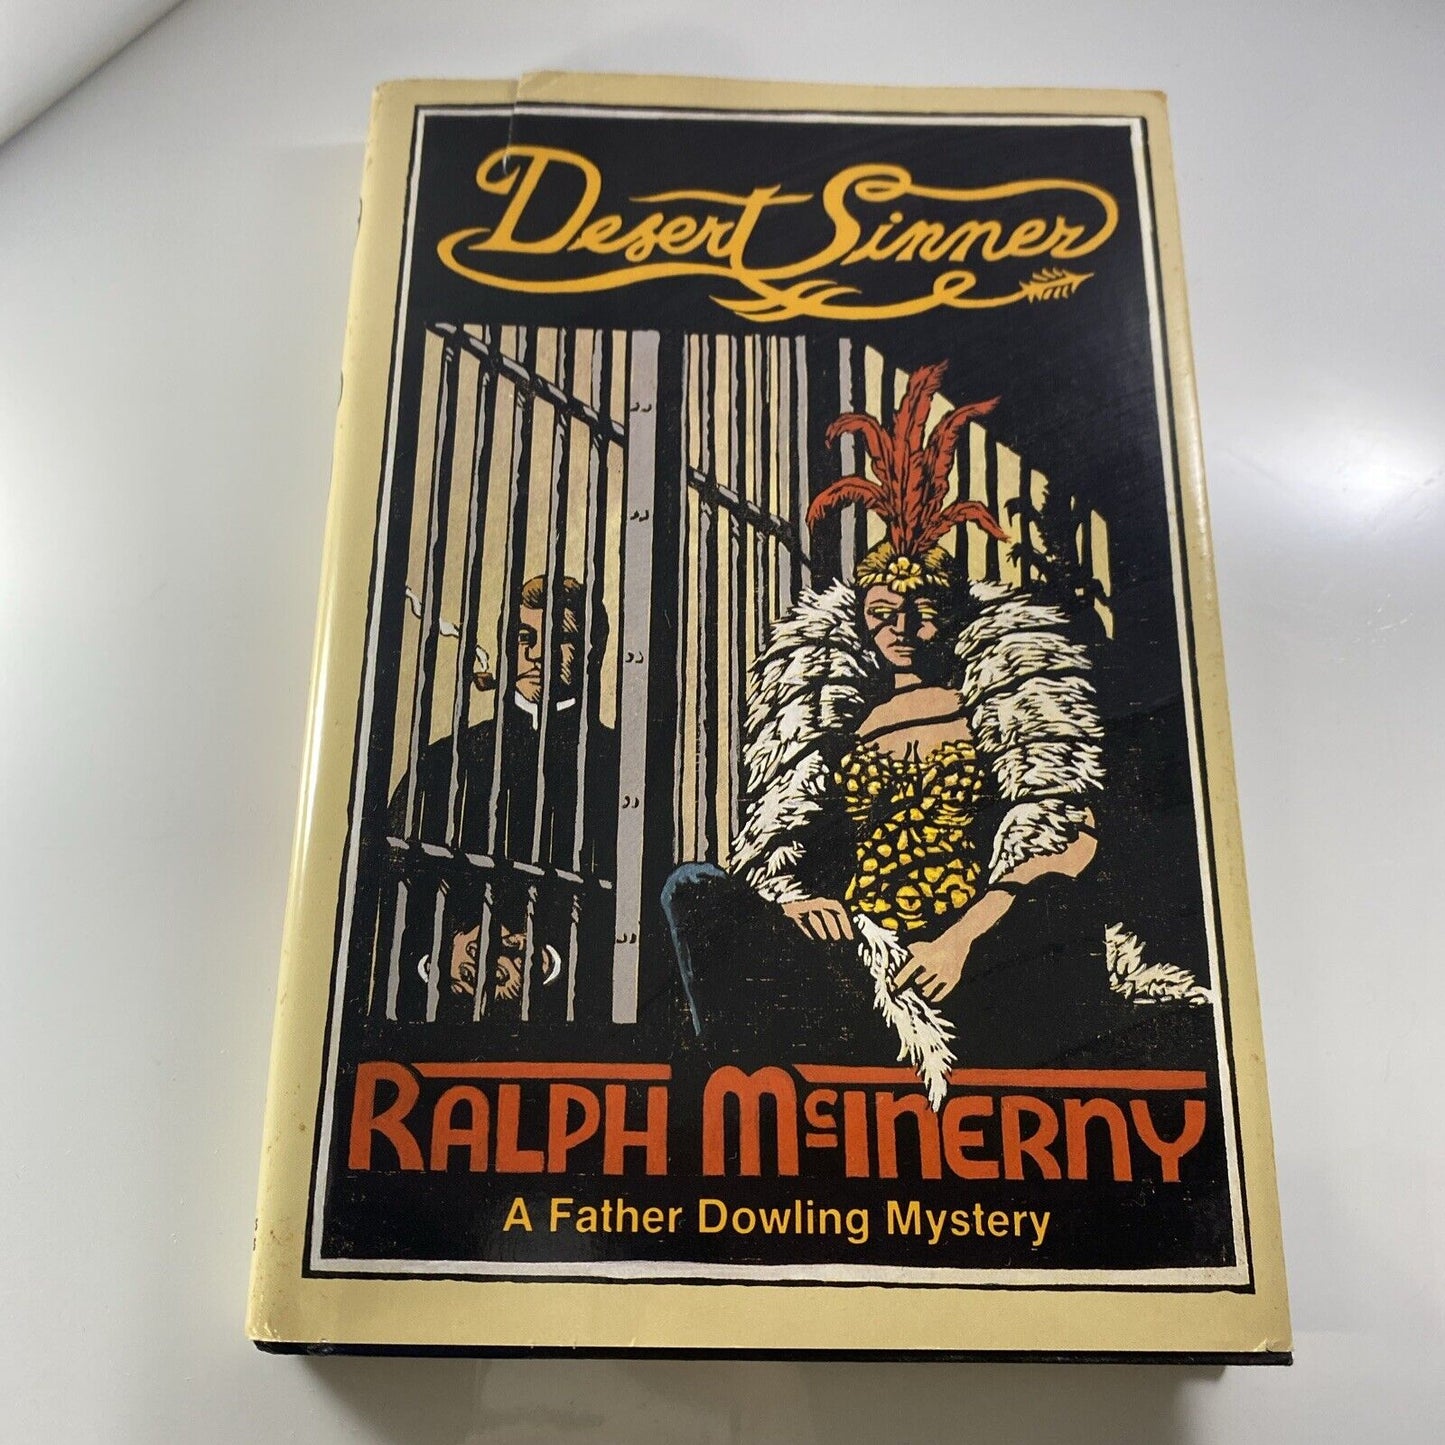 Desert Sinner
RALPH McINERNY
A Father Dowling Mystery